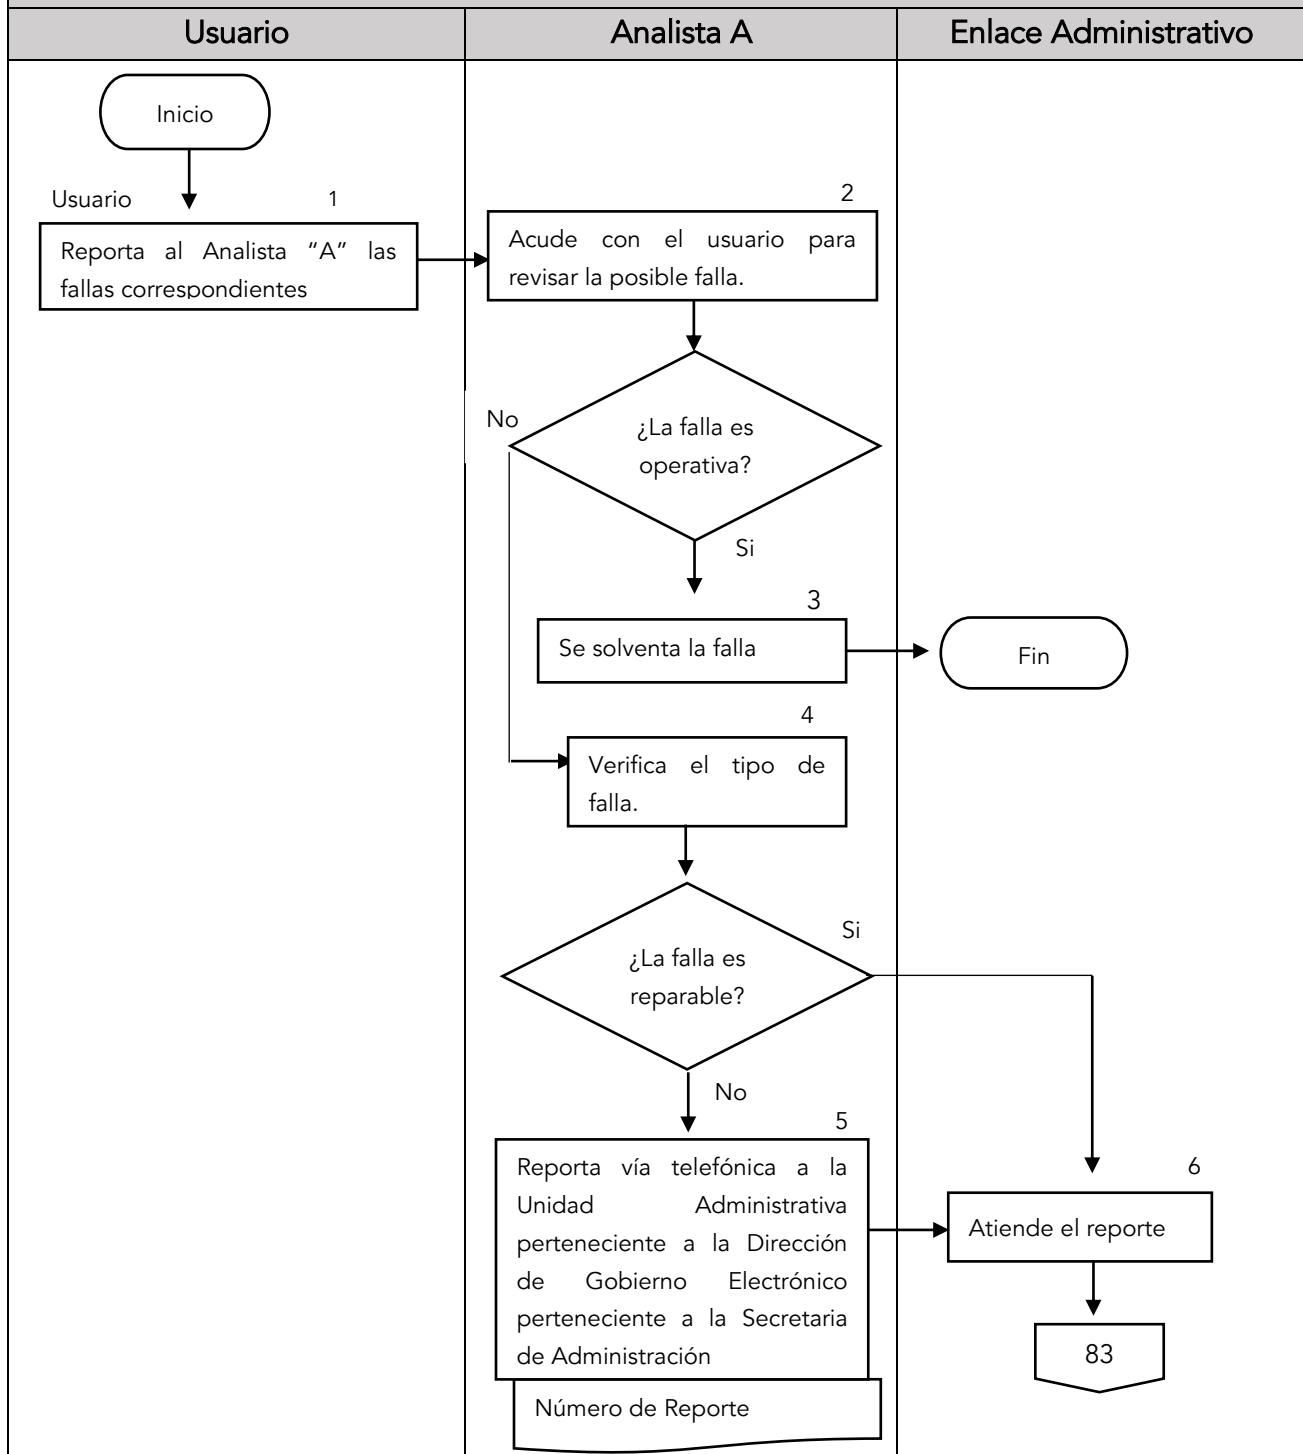 Usuario
Analista A
Enlace Administrativo
Inicio
Usuario
1
Reporta al Analista “A” las
fallas correspondientes
2
Acude con el usuario para
revisar la posible falla.
No
¿La falla es
operativa?
Si
3
Se solventa la falla
Fin
4
Verifica el tipo de
falla.
Si
¿La falla es
reparable?
No
5
Reporta vía telefónica a la
Unidad Administrativa
perteneciente a la Dirección
de Gobierno Electrónico
perteneciente a la Secretaria
de Administración
Número de Reporte
6
Atiende el reporte
83